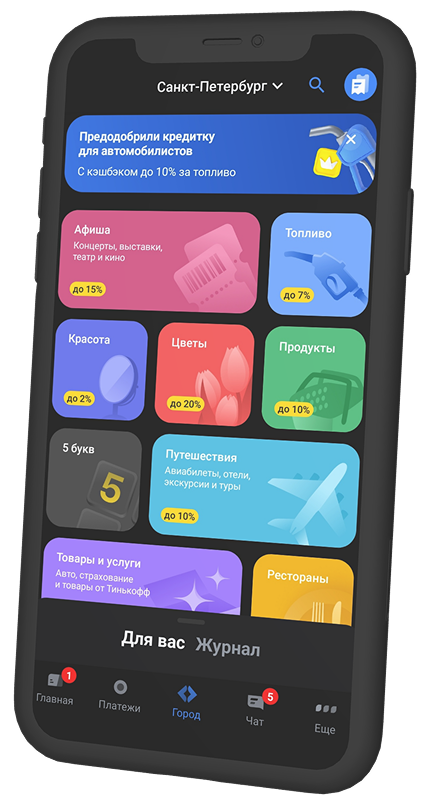 Санкт-Петербург
Предодобрили кредитку
для автомобилистов
С кэшбэком до 10% за топливо
Афиша
Концерты, выставки,
театр и кино
до 15%
Топливо
до 7%
Красота
до 2%
Цветы
до 20%
Продукты
до 10%
5 букв
5
Путешествия
Авиабилеты, отели,
экскурсии и туры
до 10%
Товары и услуги
Авто, страхование
и товары от Тинькофф
Рестораны
Для вас Журнал
1
5
Главная Платежи Город Чат Еще